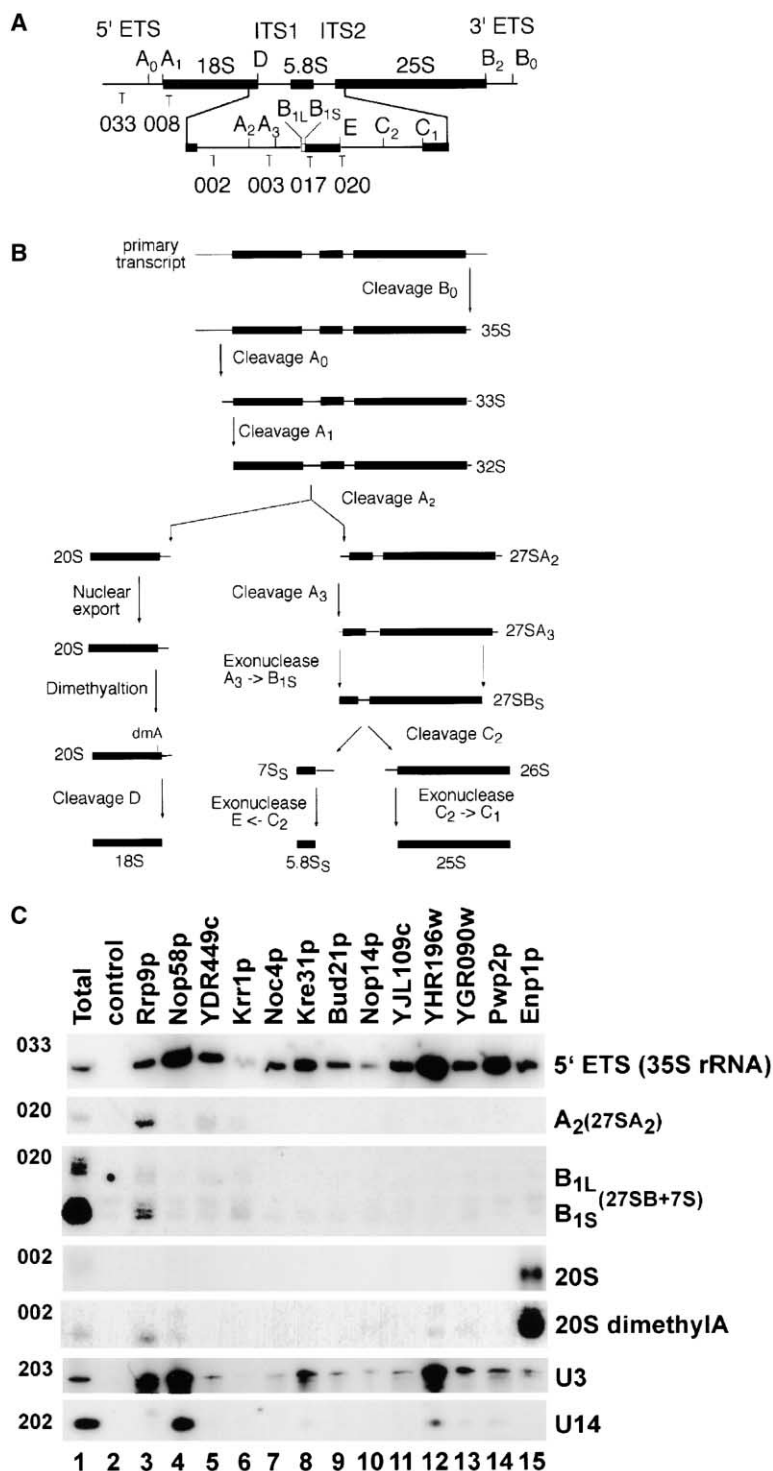 A
5' ETS ITS1 ITS2 3' ETS
A0 A1 18S D 5.8S 25S B2 B0
033 008 A2 A3 B1L B1S E C2 C1
002 003 017 020
B
primary
transcript
Cleavage B0
35S
Cleavage A0
33S
Cleavage A1
32S
Cleavage A2
20S 27SA2
Nuclear
export
Cleavage A3
20S 27SA3
Dimethyaltion
Exonuclease
A3 -> B1S
27SBS
dmA
20S
Cleavage C2
7SS 26S
Cleavage D
Exonuclease
E <- C2
Exonuclease
C2 -> C1
18S 5.8SS 25S
C
Total
control
Rrp9p
Nop58p
YDR449c
Krr1p
Noc4p
Kre31p
Bud21p
Nop14p
YJL109c
YHR196w
YGR090w
Pwp2p
Enp1p
033 5' ETS (35S rRNA)
020 A2(27SA2)
020 B1L
B1S (27SB+7S)
002 20S
002 20S dimethylA
203 U3
202 U14
1 2 3 4 5 6 7 8 9 10 11 12 13 14 15